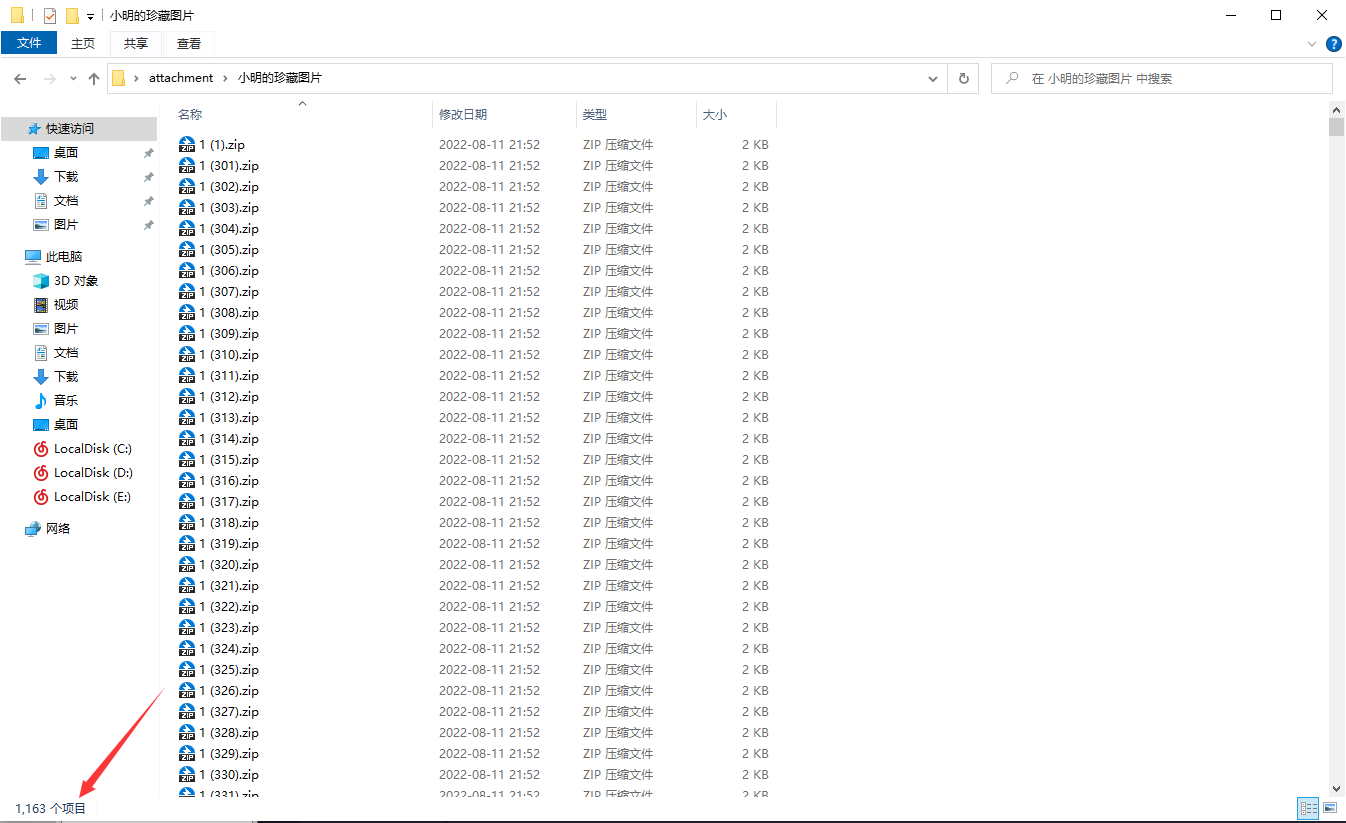 小明的珍藏图片
文件 主页 共享 查看
attachment 小明的珍藏图片
在 小明的珍藏图片 中搜索
快速访问
桌面
下载
文档
图片
此电脑
3D 对象
视频
图片
文档
下载
音乐
桌面
LocalDisk (C:)
LocalDisk (D:)
LocalDisk (E:)
网络
名称 修改日期 类型 大小
1 (1).zip 2022-08-11 21:52 ZIP 压缩文件 2 KB
1 (301).zip 2022-08-11 21:52 ZIP 压缩文件 2 KB
1 (302).zip 2022-08-11 21:52 ZIP 压缩文件 2 KB
1 (303).zip 2022-08-11 21:52 ZIP 压缩文件 2 KB
1 (304).zip 2022-08-11 21:52 ZIP 压缩文件 2 KB
1 (305).zip 2022-08-11 21:52 ZIP 压缩文件 2 KB
1 (306).zip 2022-08-11 21:52 ZIP 压缩文件 2 KB
1 (307).zip 2022-08-11 21:52 ZIP 压缩文件 2 KB
1 (308).zip 2022-08-11 21:52 ZIP 压缩文件 2 KB
1 (309).zip 2022-08-11 21:52 ZIP 压缩文件 2 KB
1 (310).zip 2022-08-11 21:52 ZIP 压缩文件 2 KB
1 (311).zip 2022-08-11 21:52 ZIP 压缩文件 2 KB
1 (312).zip 2022-08-11 21:52 ZIP 压缩文件 2 KB
1 (313).zip 2022-08-11 21:52 ZIP 压缩文件 2 KB
1 (314).zip 2022-08-11 21:52 ZIP 压缩文件 2 KB
1 (315).zip 2022-08-11 21:52 ZIP 压缩文件 2 KB
1 (316).zip 2022-08-11 21:52 ZIP 压缩文件 2 KB
1 (317).zip 2022-08-11 21:52 ZIP 压缩文件 2 KB
1 (318).zip 2022-08-11 21:52 ZIP 压缩文件 2 KB
1 (319).zip 2022-08-11 21:52 ZIP 压缩文件 2 KB
1 (320).zip 2022-08-11 21:52 ZIP 压缩文件 2 KB
1 (321).zip 2022-08-11 21:52 ZIP 压缩文件 2 KB
1 (322).zip 2022-08-11 21:52 ZIP 压缩文件 2 KB
1 (323).zip 2022-08-11 21:52 ZIP 压缩文件 2 KB
1 (324).zip 2022-08-11 21:52 ZIP 压缩文件 2 KB
1 (325).zip 2022-08-11 21:52 ZIP 压缩文件 2 KB
1 (326).zip 2022-08-11 21:52 ZIP 压缩文件 2 KB
1 (327).zip 2022-08-11 21:52 ZIP 压缩文件 2 KB
1 (328).zip 2022-08-11 21:52 ZIP 压缩文件 2 KB
1 (329).zip 2022-08-11 21:52 ZIP 压缩文件 2 KB
1 (330).zip 2022-08-11 21:52 ZIP 压缩文件 2 KB
1 (331).zip 2022-08-11 21:52 ZIP 压缩文件 2 KB
1,163 个项目